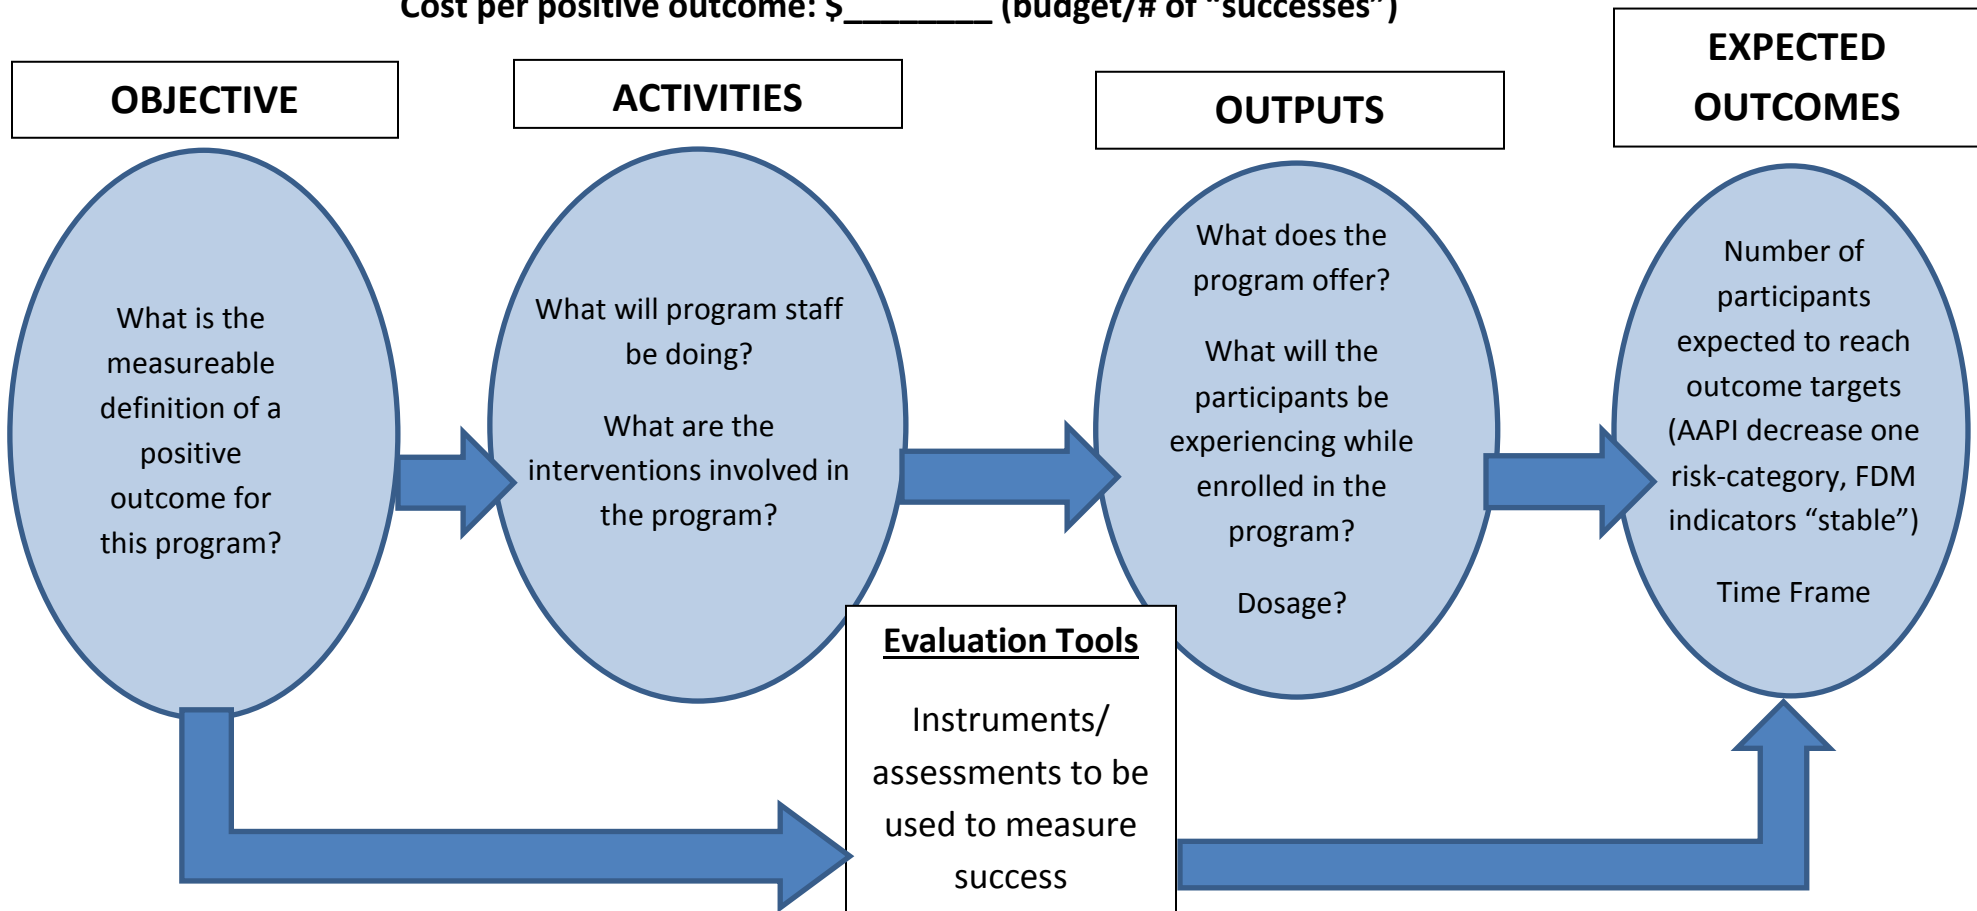 Cost per positive outcome: $_________ (budget/# of “successes”)
OBJECTIVE
ACTIVITIES
OUTPUTS
EXPECTED
OUTCOMES
What is the
measureable
definition of a
positive
outcome for
this program?
What will program staff
be doing?
What are the
interventions involved in
the program?
What does the
program offer?
What will the
participants be
experiencing while
enrolled in the
program?
Dosage?
Number of
participants
expected to reach
outcome targets
(AAPI decrease one
risk-category, FDM
indicators “stable”)
Time Frame
Evaluation Tools
Instruments/
assessments to be
used to measure
success